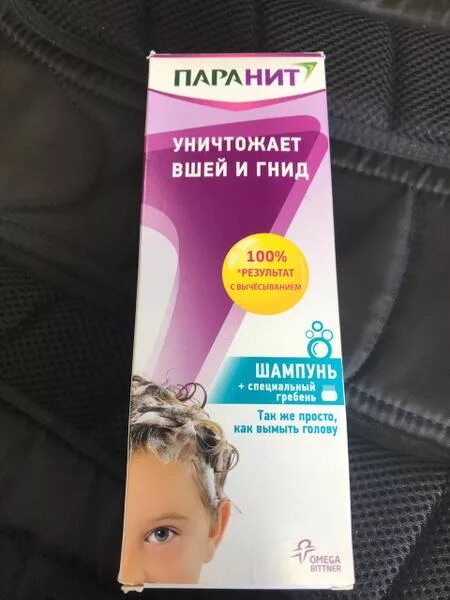 ПАРАНИТ
УНИЧТОЖАЕТ
ВШЕЙ И ГНИД
100%
*РЕЗУЛЬТАТ
С ВЫЧЁСЫВАНИЕМ
ШАМПУНЬ
+ специальный
гребень
Так же просто,
как вымыть голову
OMEGA
BITTNER